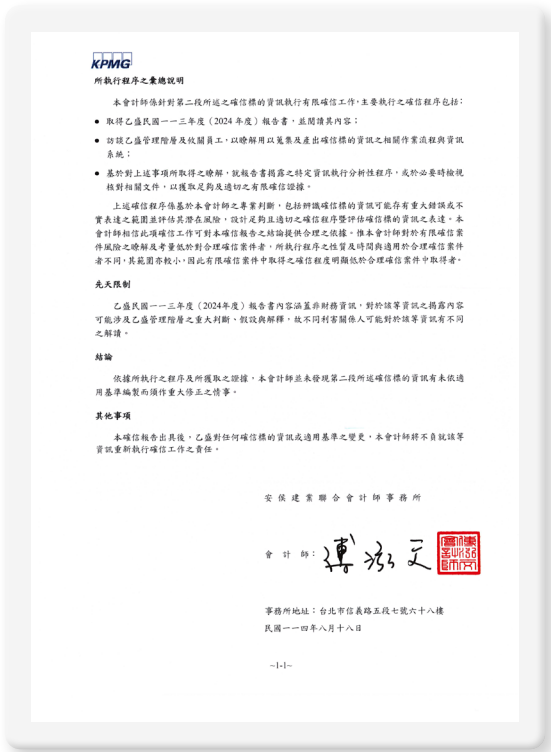 KPMG
所執行程序之彙總說明
本會計師係針對第二段所述之確信標的資訊執行有限確信工作，主要執行之確信程序包括：
● 取得乙盛民國一一三年度（2024 年度）報告書，並閱讀其內容；
● 訪談乙盛管理階層及攸關員工，以瞭解用以蒐集及產出確信標的資訊之相關作業流程與資訊
系統；
● 基於對上述事項所取得之瞭解，就報告書揭露之特定資訊執行分析性程序，或於必要時檢視
核對相關文件，以獲取足夠及適切之有限確信證據。
上述確信程序係基於本會計師之專業判斷，包括辨識確信標的資訊可能存有重大錯誤或不
實表達之範圍並評估其潛在風險，設計足夠且適切之確信程序暨評估確信標的資訊之表達。本
會計師相信此項確信工作可對本確信報告之結論提供合理之依據。惟本會計師對於有限確信案
件風險之瞭解及考量低於對合理確信案件者，所執行程序之性質及時間與適用於合理確信案件
者不同，其範圍亦較小，因此有限確信案件中取得之確信程度明顯低於合理確信案件中取得者。
先天限制
乙盛民國一一三年度（2024年度）報告書內容涵蓋非財務資訊，對於該等資訊之揭露內容
可能涉及乙盛管理階層之重大判斷、假設與解釋，故不同利害關係人可能對於該等資訊有不同
之解讀。
結論
依據所執行之程序及所獲取之證據，本會計師並未發現第二段所述確信標的資訊有未依適
用基準編製而須作重大修正之情事。
其他事項
本確信報告出具後，乙盛對任何確信標的資訊或適用基準之變更，本會計師將不負就該等
資訊重新執行確信工作之責任。
安侯建業聯合會計師事務所
會計師：
事務所地址：台北市信義路五段七號六十八樓
民國一一四年八月十八日
~1-1~